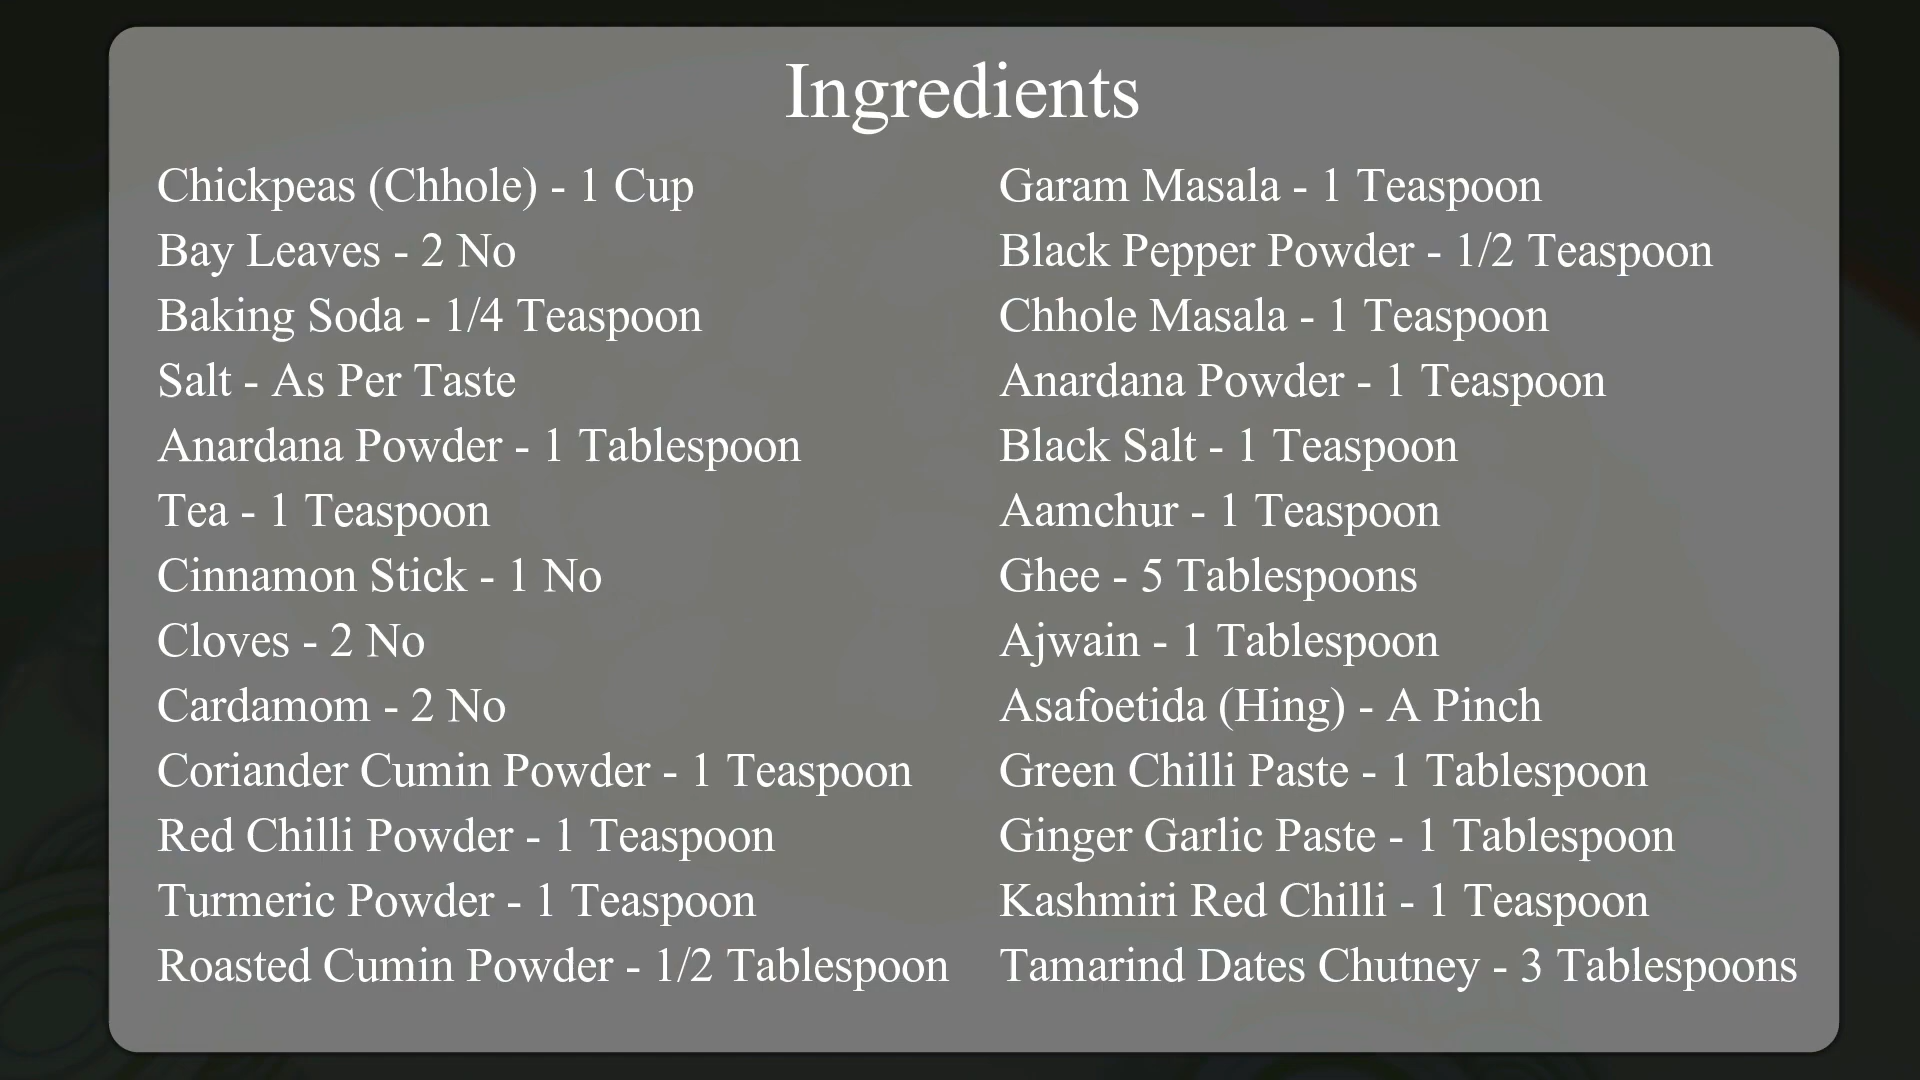 Ingredients
Chickpeas (Chhole) - 1 Cup
Bay Leaves - 2 No
Baking Soda - 1/4 Teaspoon
Salt - As Per Taste
Anardana Powder - 1 Tablespoon
Tea - 1 Teaspoon
Cinnamon Stick - 1 No
Cloves - 2 No
Cardamom - 2 No
Coriander Cumin Powder - 1 Teaspoon
Red Chilli Powder - 1 Teaspoon
Turmeric Powder - 1 Teaspoon
Roasted Cumin Powder - 1/2 Tablespoon
Garam Masala - 1 Teaspoon
Black Pepper Powder - 1/2 Teaspoon
Chhole Masala - 1 Teaspoon
Anardana Powder - 1 Teaspoon
Black Salt - 1 Teaspoon
Aamchur - 1 Teaspoon
Ghee - 5 Tablespoons
Ajwain - 1 Tablespoon
Asafoetida (Hing) - A Pinch
Green Chilli Paste - 1 Tablespoon
Ginger Garlic Paste - 1 Tablespoon
Kashmiri Red Chilli - 1 Teaspoon
Tamarind Dates Chutney - 3 Tablespoons